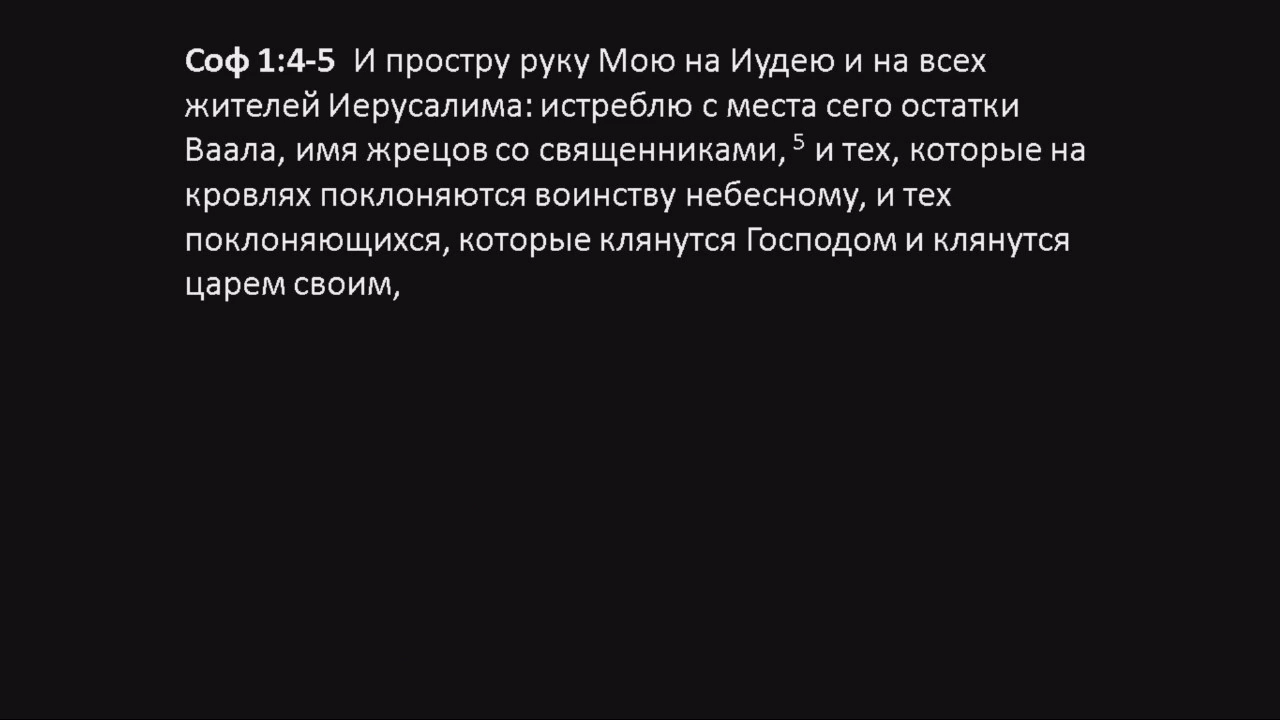 Соф 1:4-5 И простру руку Мою на Иудею и на всех
жителей Иерусалима: истреблю с места сего остатки
Ваала, имя жрецов со священниками, 5 и тех, которые на
кровлях поклоняются воинству небесному, и тех
поклоняющихся, которые клянутся Господом и клянутся
царем своим,